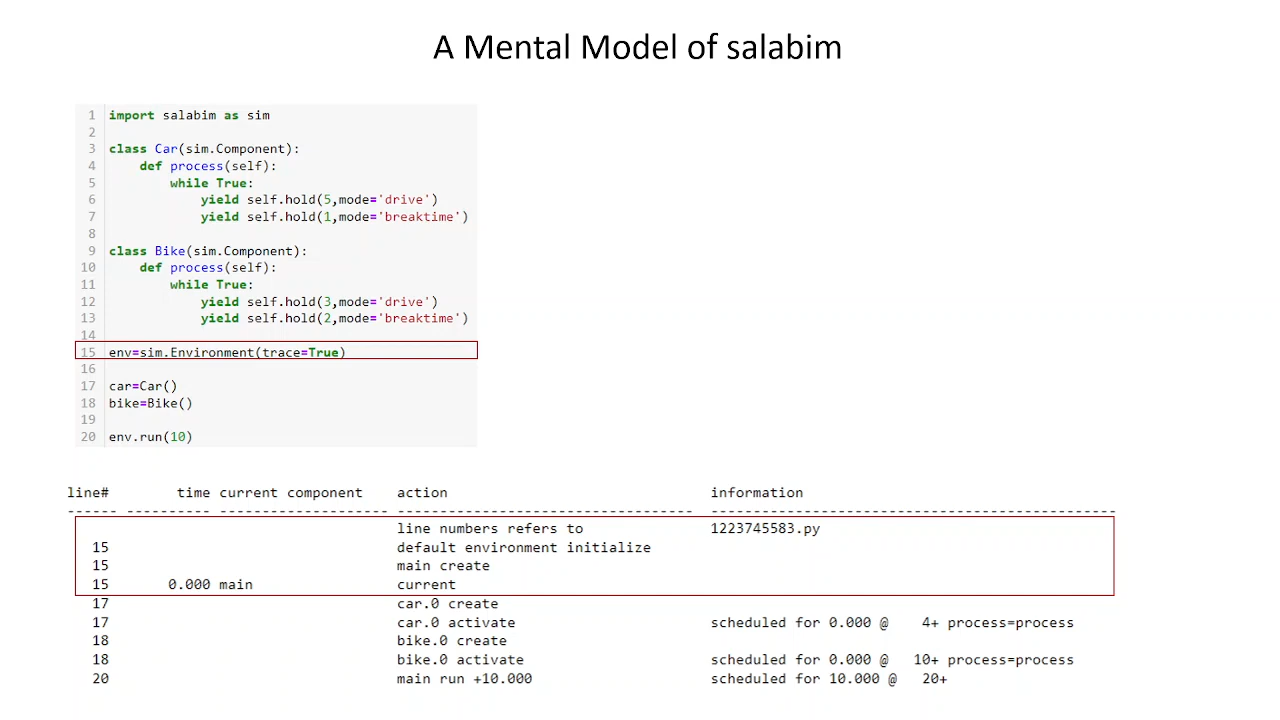 A Mental Model of salabim
1 import salabim as sim
2
3 class Car(sim.Component):
4 def process(self):
5 while True:
6 yield self.hold(5,mode='drive')
7 yield self.hold(1,mode='breaktime')
8
9 class Bike(sim.Component):
10 def process(self):
11 while True:
12 yield self.hold(3,mode='drive')
13 yield self.hold(2,mode='breaktime')
14
15 env=sim.Environment(trace=True)
16
17 car=Car()
18 bike=Bike()
19
20 env.run(10)
line# time current component action information
------ ---------- -------------------- ----------------------------------- ------------------------------------------------
line numbers refers to 1223745583.py
15 default environment initialize
15 main create
15 0.000 main current
17 car.0 create
17 car.0 activate scheduled for 0.000 @ 4+ process=process
18 bike.0 create
18 bike.0 activate scheduled for 0.000 @ 10+ process=process
20 main run +10.000 scheduled for 10.000 @ 20+